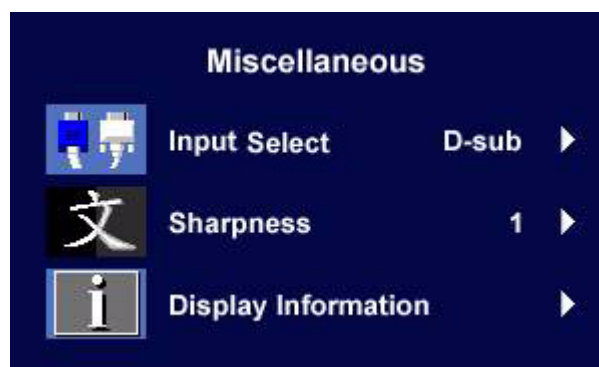 Miscellaneous
Input Select D-sub
文 Sharpness 1
i Display Information